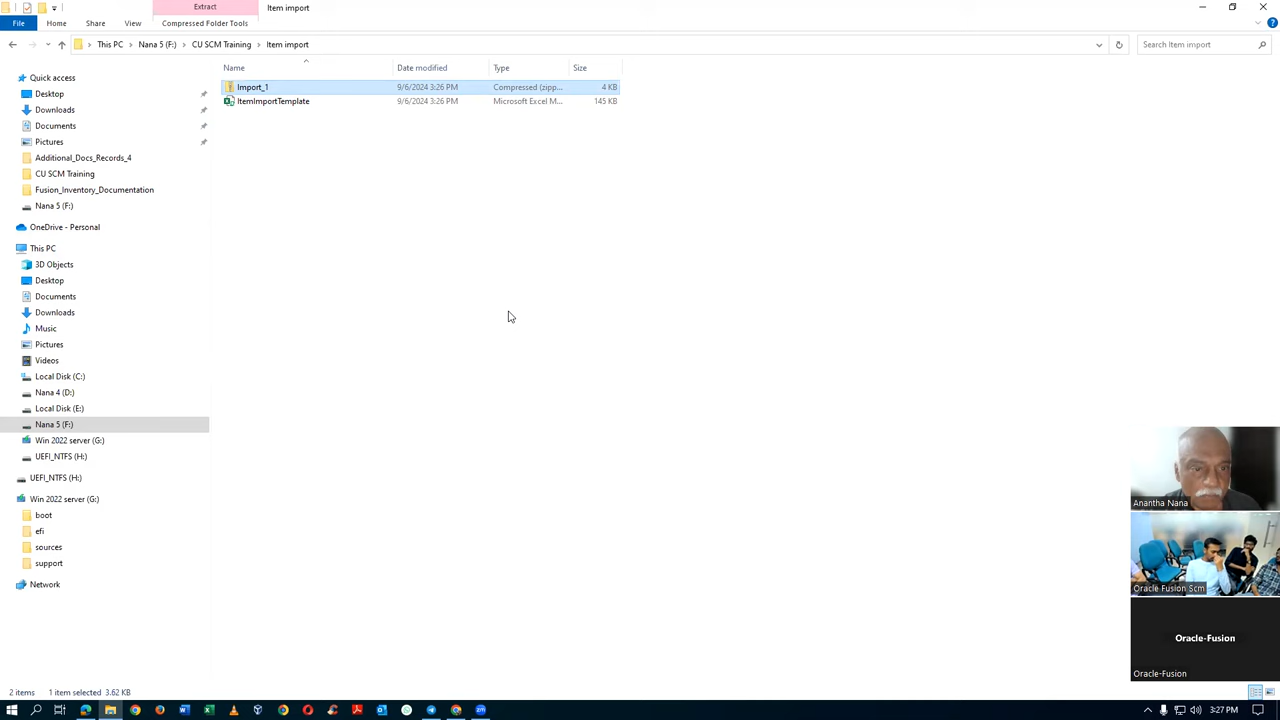 Extract
Item import
File
Home
Share
View
Compressed Folder Tools
This PC
Nana 5 (F:)
CU SCM Training
Item import
Search Item import
Name
Date modified
Type
Size
Import_1
9/6/2024 3:26 PM
Compressed (zipp...
4 KB
ItemImportTemplate
9/6/2024 3:26 PM
Microsoft Excel M...
145 KB
Quick access
Desktop
Downloads
Documents
Pictures
Additional_Docs_Records_4
CU SCM Training
Fusion_Inventory_Documentation
Nana 5 (F:)
OneDrive - Personal
This PC
3D Objects
Desktop
Documents
Downloads
Music
Pictures
Videos
Local Disk (C:)
Nana 4 (D:)
Local Disk (E:)
Nana 5 (F:)
Win 2022 server (G:)
UEFI_NTFS (H:)
UEFI_NTFS (H:)
Win 2022 server (G:)
boot
efi
sources
support
Network
Anantha Nana
Oracle Fusion Scm
Oracle-Fusion
Oracle-Fusion
2 items
1 item selected 3.62 KB
3:27 PM